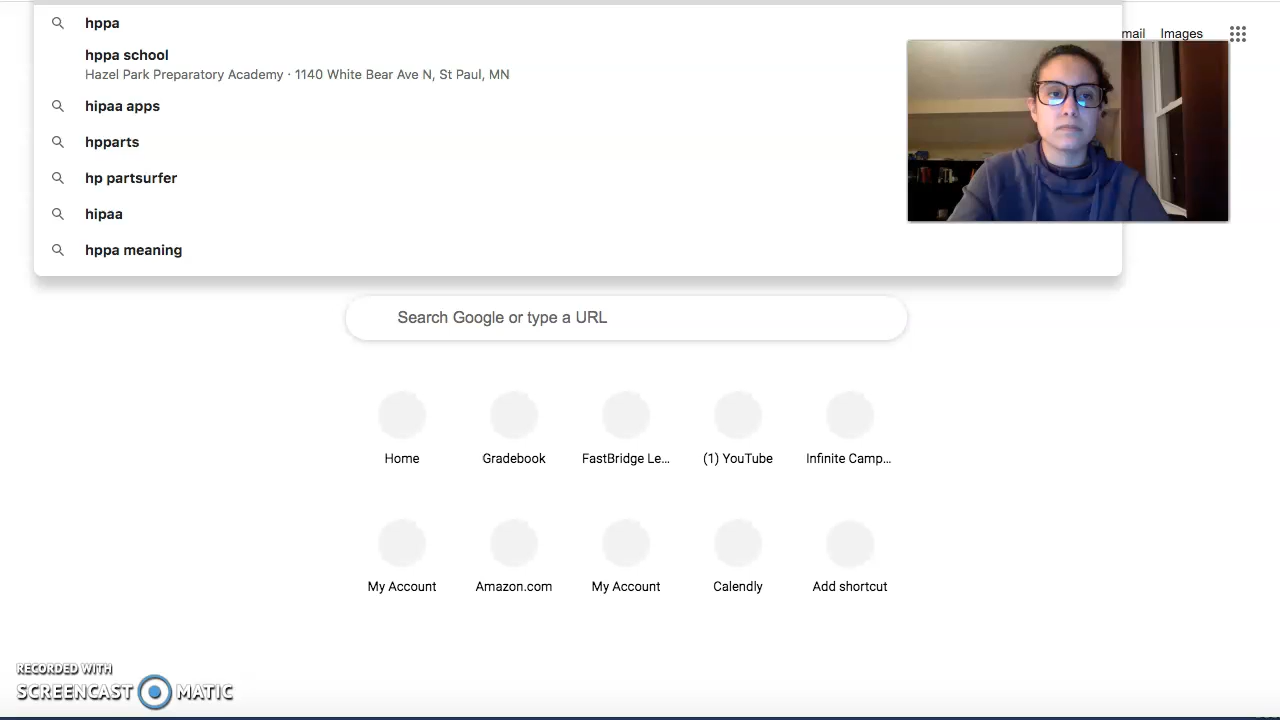 hppa
hppa school
Hazel Park Preparatory Academy · 1140 White Bear Ave N, St Paul, MN
mail Images
hipaa apps
hpparts
hp partsurfer
hipaa
hppa meaning
Search Google or type a URL
Home Gradebook FastBridge Le... (1) YouTube Infinite Camp...
My Account Amazon.com My Account Calendly Add shortcut
RECORDED WITH
SCREENCAST MATIC